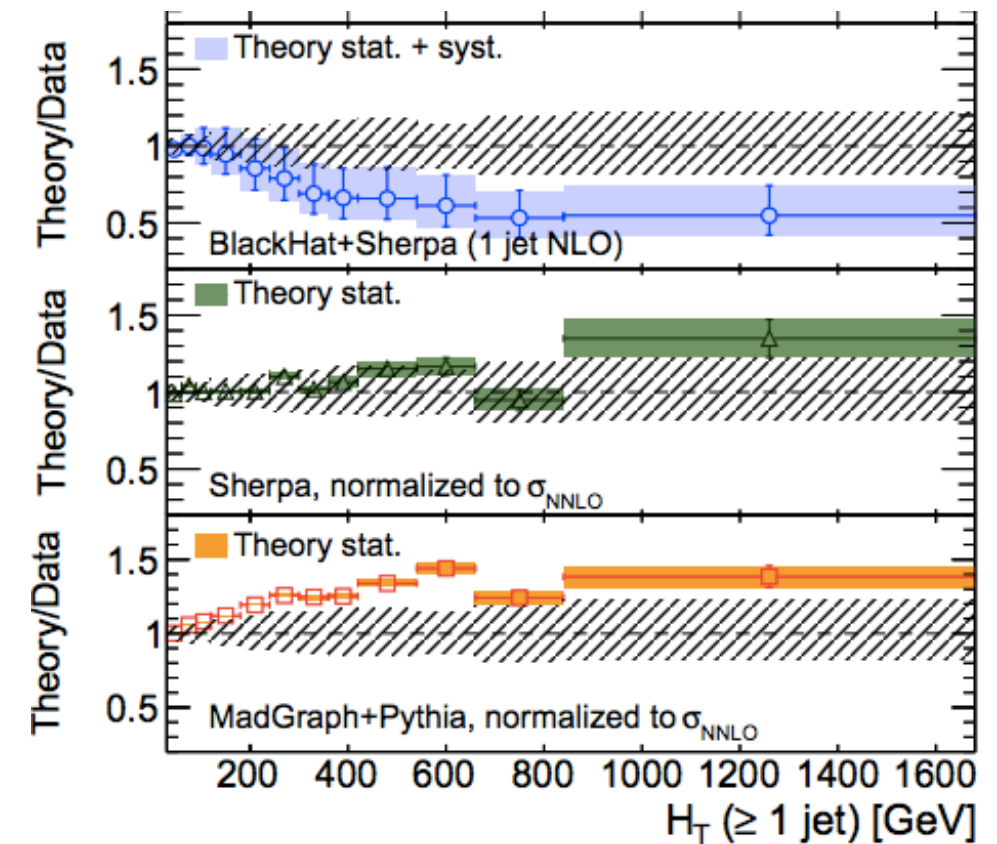 Theory/Data
Theory stat. + syst.
1.5
1
0.5
BlackHat+Sherpa (1 jet NLO)
Theory/Data
Theory stat.
1.5
1
0.5
Sherpa, normalized to σNNLO
Theory/Data
Theory stat.
1.5
1
0.5
MadGraph+Pythia, normalized to σNNLO
200 400 600 800 1000 1200 1400 1600
HT (≥ 1 jet) [GeV]